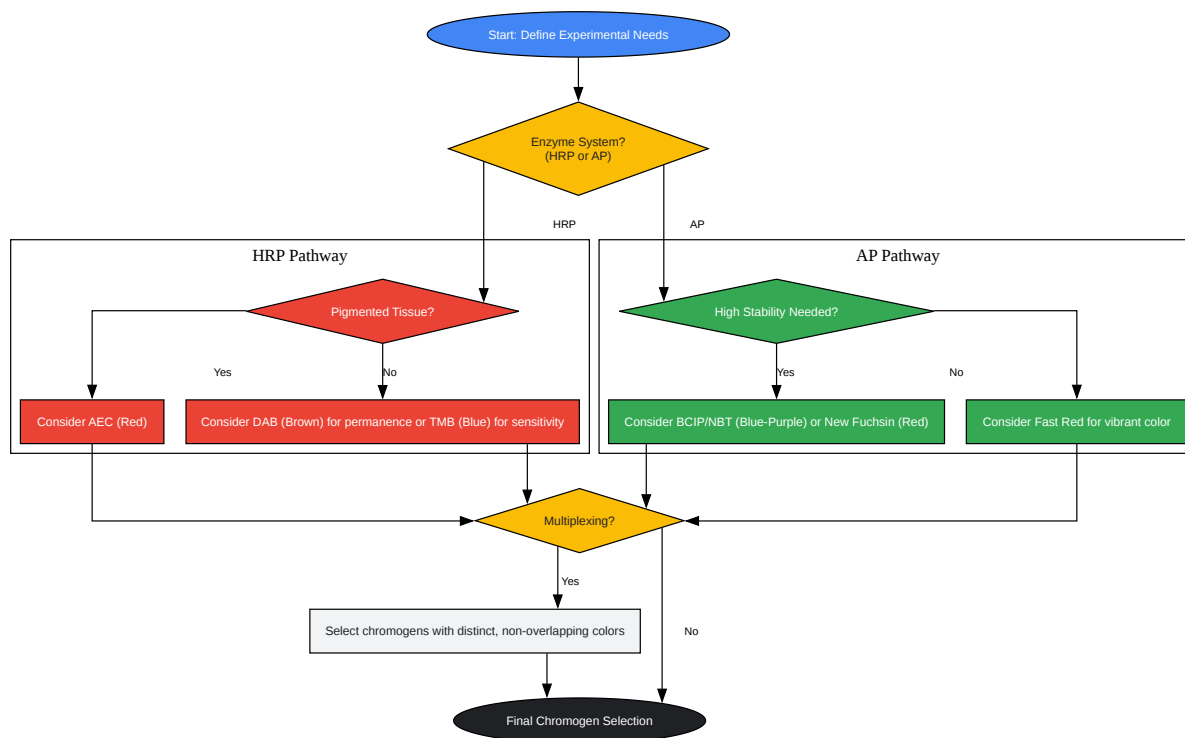 Start: Define Experimental Needs
Enzyme System?
(HRP or AP)
HRP
AP
HRP Pathway
AP Pathway
Pigmented Tissue?
High Stability Needed?
Yes
No
Yes
No
Consider AEC (Red)
Consider DAB (Brown) for permanence or TMB (Blue) for sensitivity
Consider BCIP/NBT (Blue-Purple) or New Fuchsin (Red)
Consider Fast Red for vibrant color
Multiplexing?
Yes
Select chromogens with distinct, non-overlapping colors
No
Final Chromogen Selection